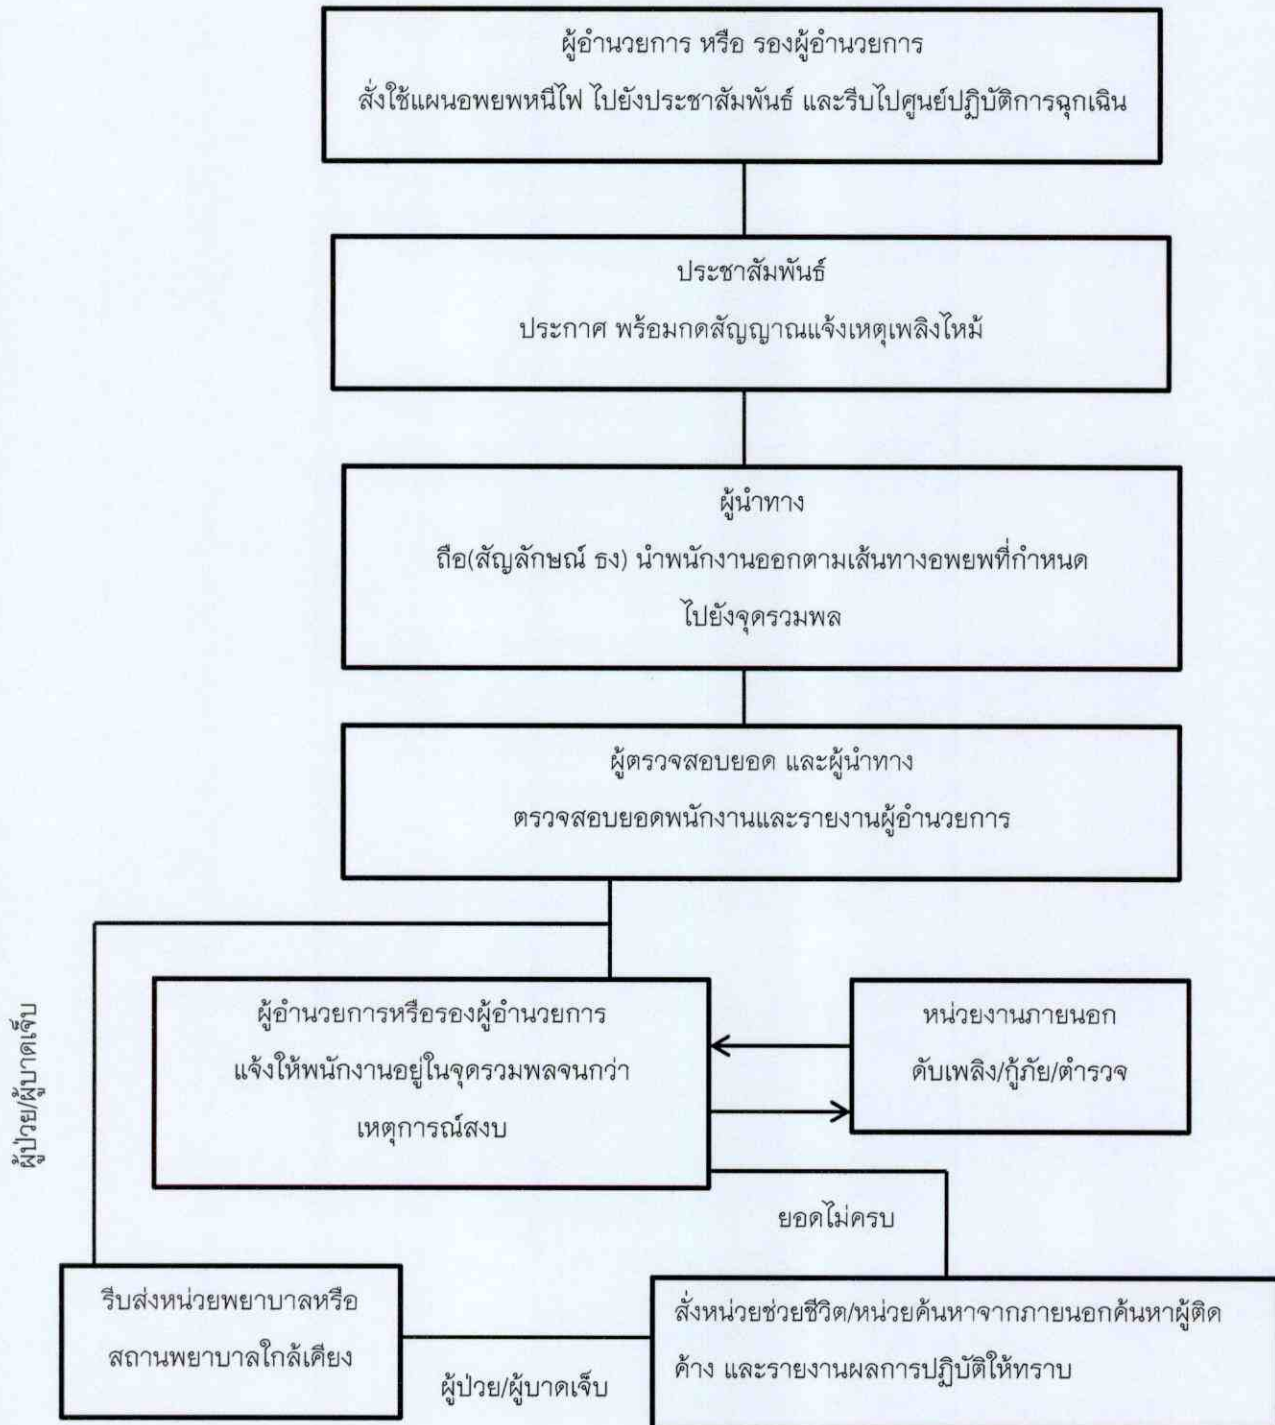 ผู้อำนวยการ หรือ รองผู้อำนวยการ
สั่งใช้แผนอพยพหนีไฟ ไปยังประชาสัมพันธ์ และรีบไปศูนย์ปฏิบัติการฉุกเฉิน
ประชาสัมพันธ์
ประกาศ พร้อมกดสัญญาณแจ้งเหตุเพลิงไหม้
ผู้นำทาง
ถือ(สัญลักษณ์ ธง) นำพนักงานออกตามเส้นทางอพยพที่กำหนด
ไปยังจุดรวมพล
ผู้ตรวจสอบยอด และผู้นำทาง
ตรวจสอบยอดพนักงานและรายงานผู้อำนวยการ
ผู้ป่วย/ผู้บาดเจ็บ
ผู้อำนวยการหรือรองผู้อำนวยการ
แจ้งให้พนักงานอยู่ในจุดรวมพลจนกว่า
เหตุการณ์สงบ
หน่วยงานภายนอก
ดับเพลิง/กู้ภัย/ตำรวจ
ยอดไม่ครบ
รีบส่งหน่วยพยาบาลหรือ
สถานพยาบาลใกล้เคียง
ผู้ป่วย/ผู้บาดเจ็บ
สั่งหน่วยช่วยชีวิต/หน่วยค้นหาจากภายนอกค้นหาผู้ติด
ค้าง และรายงานผลการปฏิบัติให้ทราบ